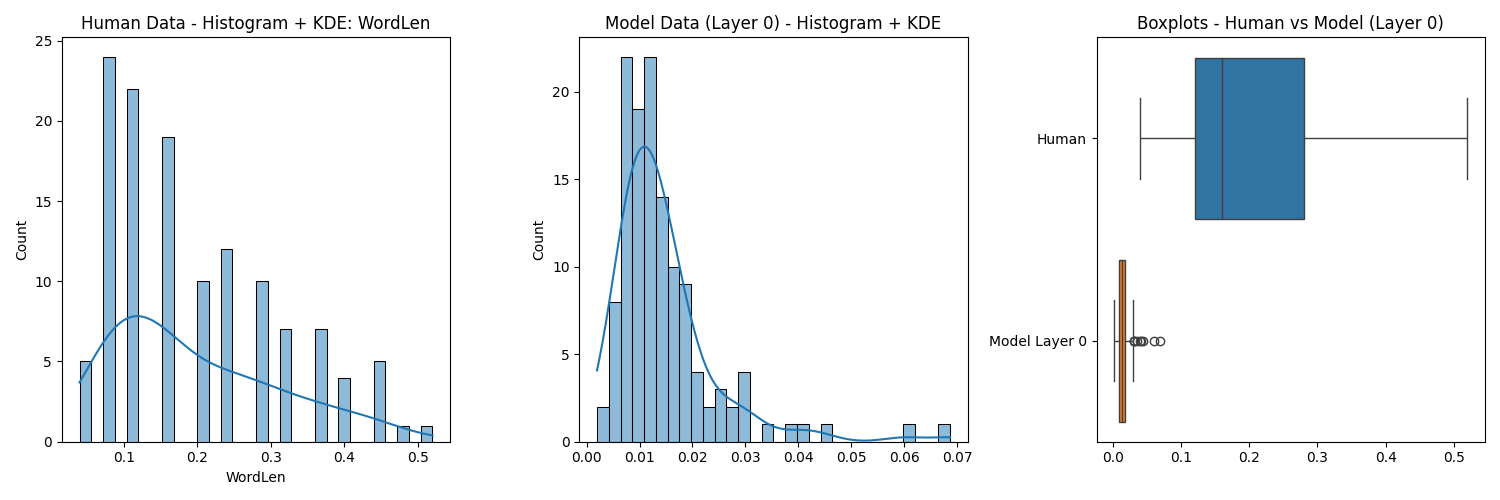 Human Data - Histogram + KDE: WordLen
Count
25
20
15
10
5
0
0.1 0.2 0.3 0.4 0.5
WordLen
Model Data (Layer 0) - Histogram + KDE
Count
20
15
10
5
0
0.00 0.01 0.02 0.03 0.04 0.05 0.06 0.07
Boxplots - Human vs Model (Layer 0)
Human
Model Layer 0
0.0 0.1 0.2 0.3 0.4 0.5